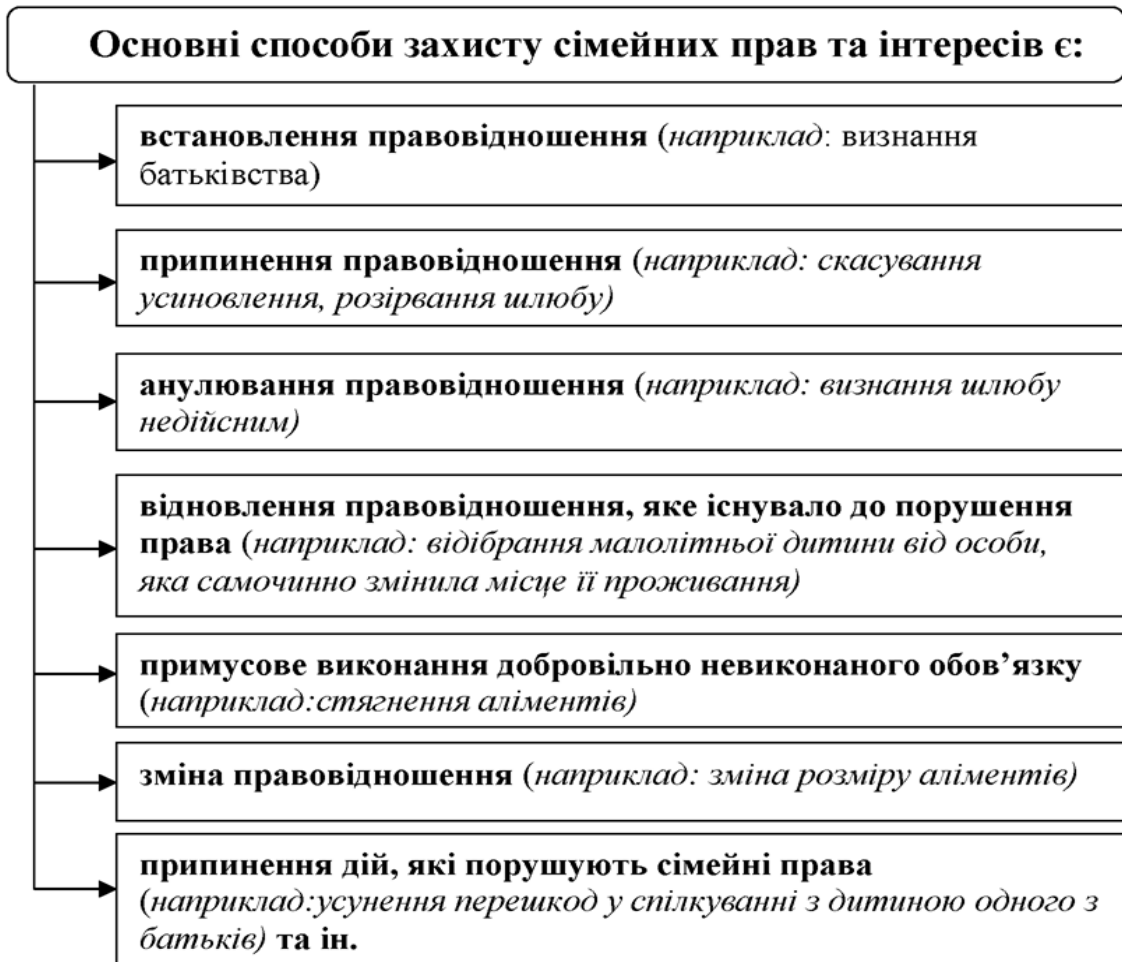 Основні способи захисту сімейних прав та інтересів є:
встановлення правовідношення (наприклад: визнання
батьківства)
припинення правовідношення (наприклад: скасування
усиновлення, розірвання шлюбу)
анулювання правовідношення (наприклад: визнання шлюбу
недійсним)
відновлення правовідношення, яке існувало до порушення
права (наприклад: відібрання малолітньої дитини від особи,
яка самочинно змінила місце її проживання)
примусове виконання добровільно невиконаного обов’язку
(наприклад:стягнення аліментів)
зміна правовідношення (наприклад: зміна розміру аліментів)
припинення дій, які порушують сімейні права
(наприклад:усунення перешкод у спілкуванні з дитиною одного з
батьків) та ін.